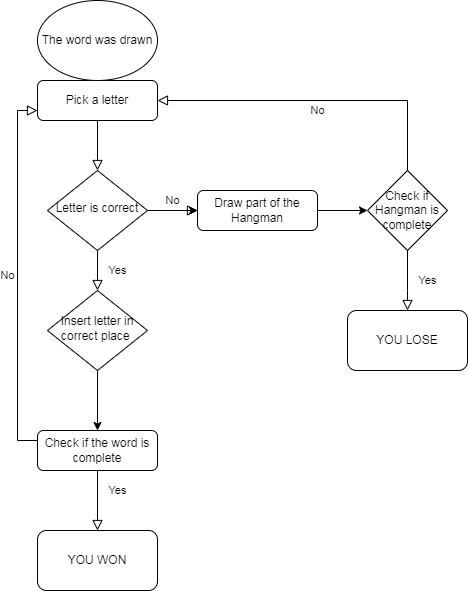 The word was drawn
Pick a letter
No
Letter is correct
No
Draw part of the
Hangman
Check if
Hangman is
complete
Yes
Yes
No
Insert letter in
correct place
YOU LOSE
Check if the word is
complete
Yes
YOU WON